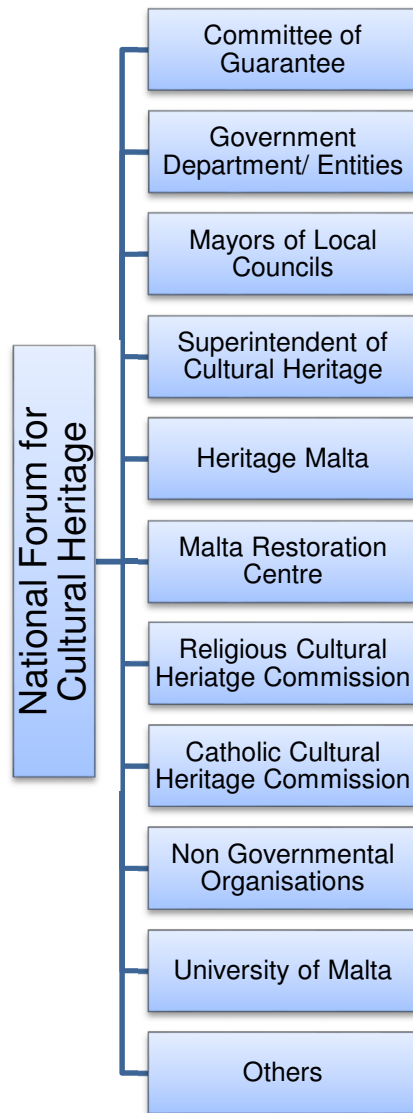 National Forum for
Cultural Heritage
Committee of
Guarantee
Government
Department/ Entities
Mayors of Local
Councils
Superintendent of
Cultural Heritage
Heritage Malta
Malta Restoration
Centre
Religious Cultural
Heriatge Commission
Catholic Cultural
Heritage Commission
Non Governmental
Organisations
University of Malta
Others